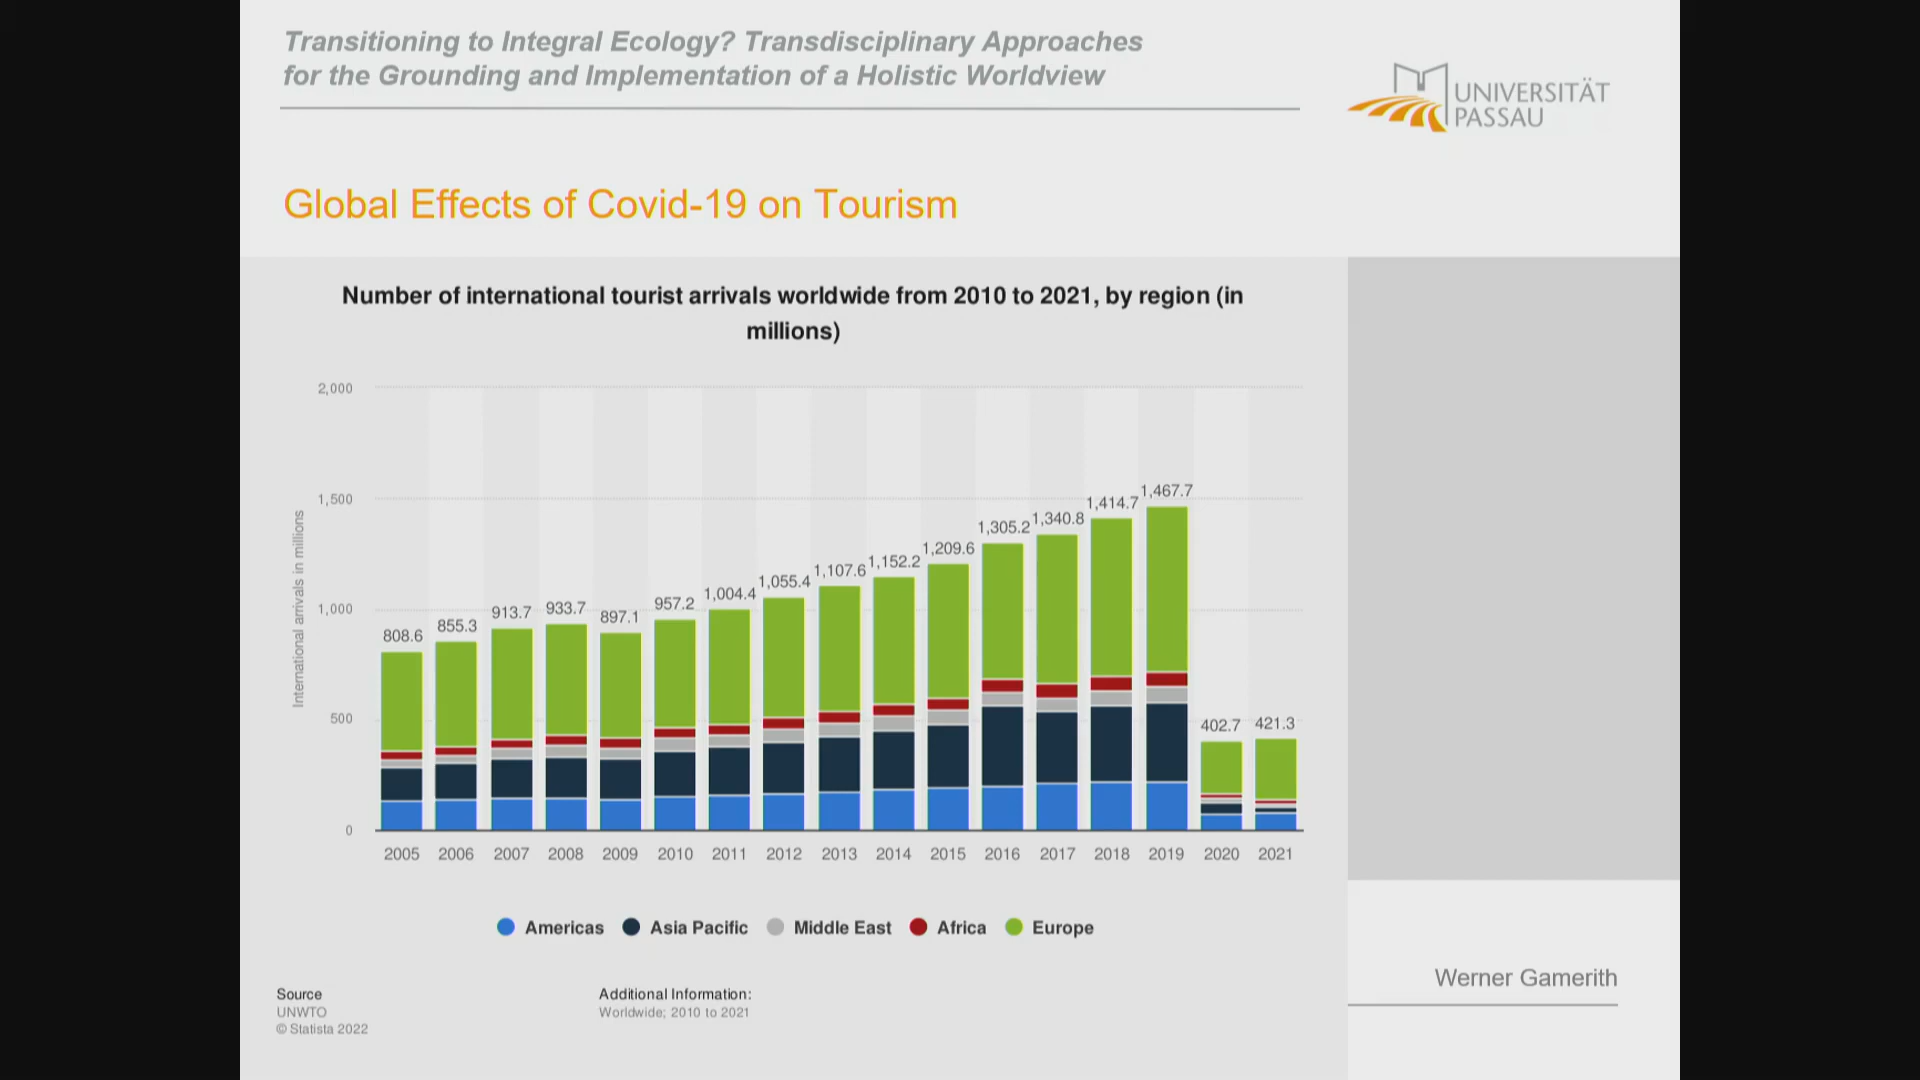 Transitioning to Integral Ecology? Transdisciplinary Approaches
for the Grounding and Implementation of a Holistic Worldview
UNIVERSITÄT
PASSAU
Global Effects of Covid-19 on Tourism
Number of international tourist arrivals worldwide from 2010 to 2021, by region (in
millions)
International arrivals in millions
2,000
1,500
1,000
500
0
808.6
855.3
913.7
933.7
897.1
957.2
1,004.4
1,055.4
1,107.6
1,152.2
1,209.6
1,305.2
1,340.8
1,414.7
1,467.7
402.7
421.3
2005 2006 2007 2008 2009 2010 2011 2012 2013 2014 2015 2016 2017 2018 2019 2020 2021
Americas Asia Pacific Middle East Africa Europe
Source
UNWTO
© Statista 2022
Additional Information:
Worldwide; 2010 to 2021
Werner Gamerith